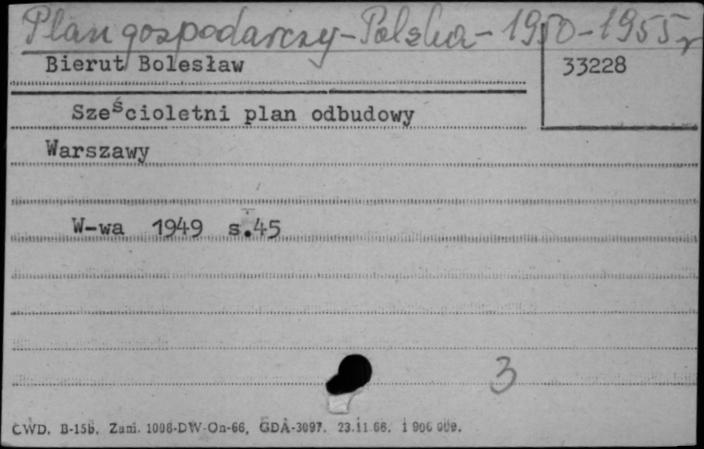 Plan gospodarczy - Polska - 1950-1955 r
Bierut Bolesław
33228
Sześcioletni plan odbudowy
Warszawy
W-wa 1949 s.45
3
CWD. B-15b. Zam. 1098-DW-On-66, GDA-3097. 23.11.66. 1 900 000.